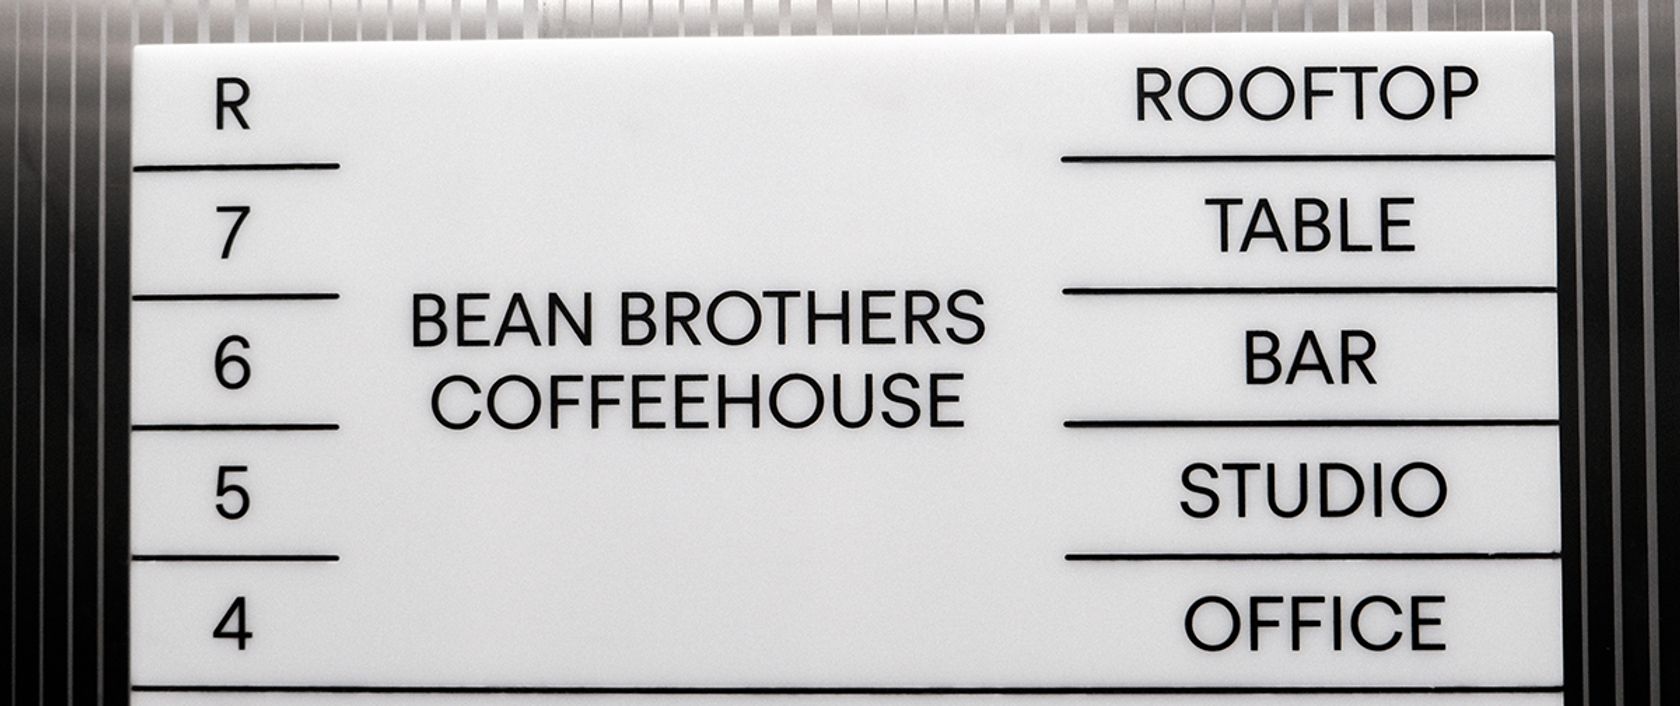 R ROOFTOP
7 TABLE
BEAN BROTHERS
6 BAR
COFFEEHOUSE
5 STUDIO
4 OFFICE